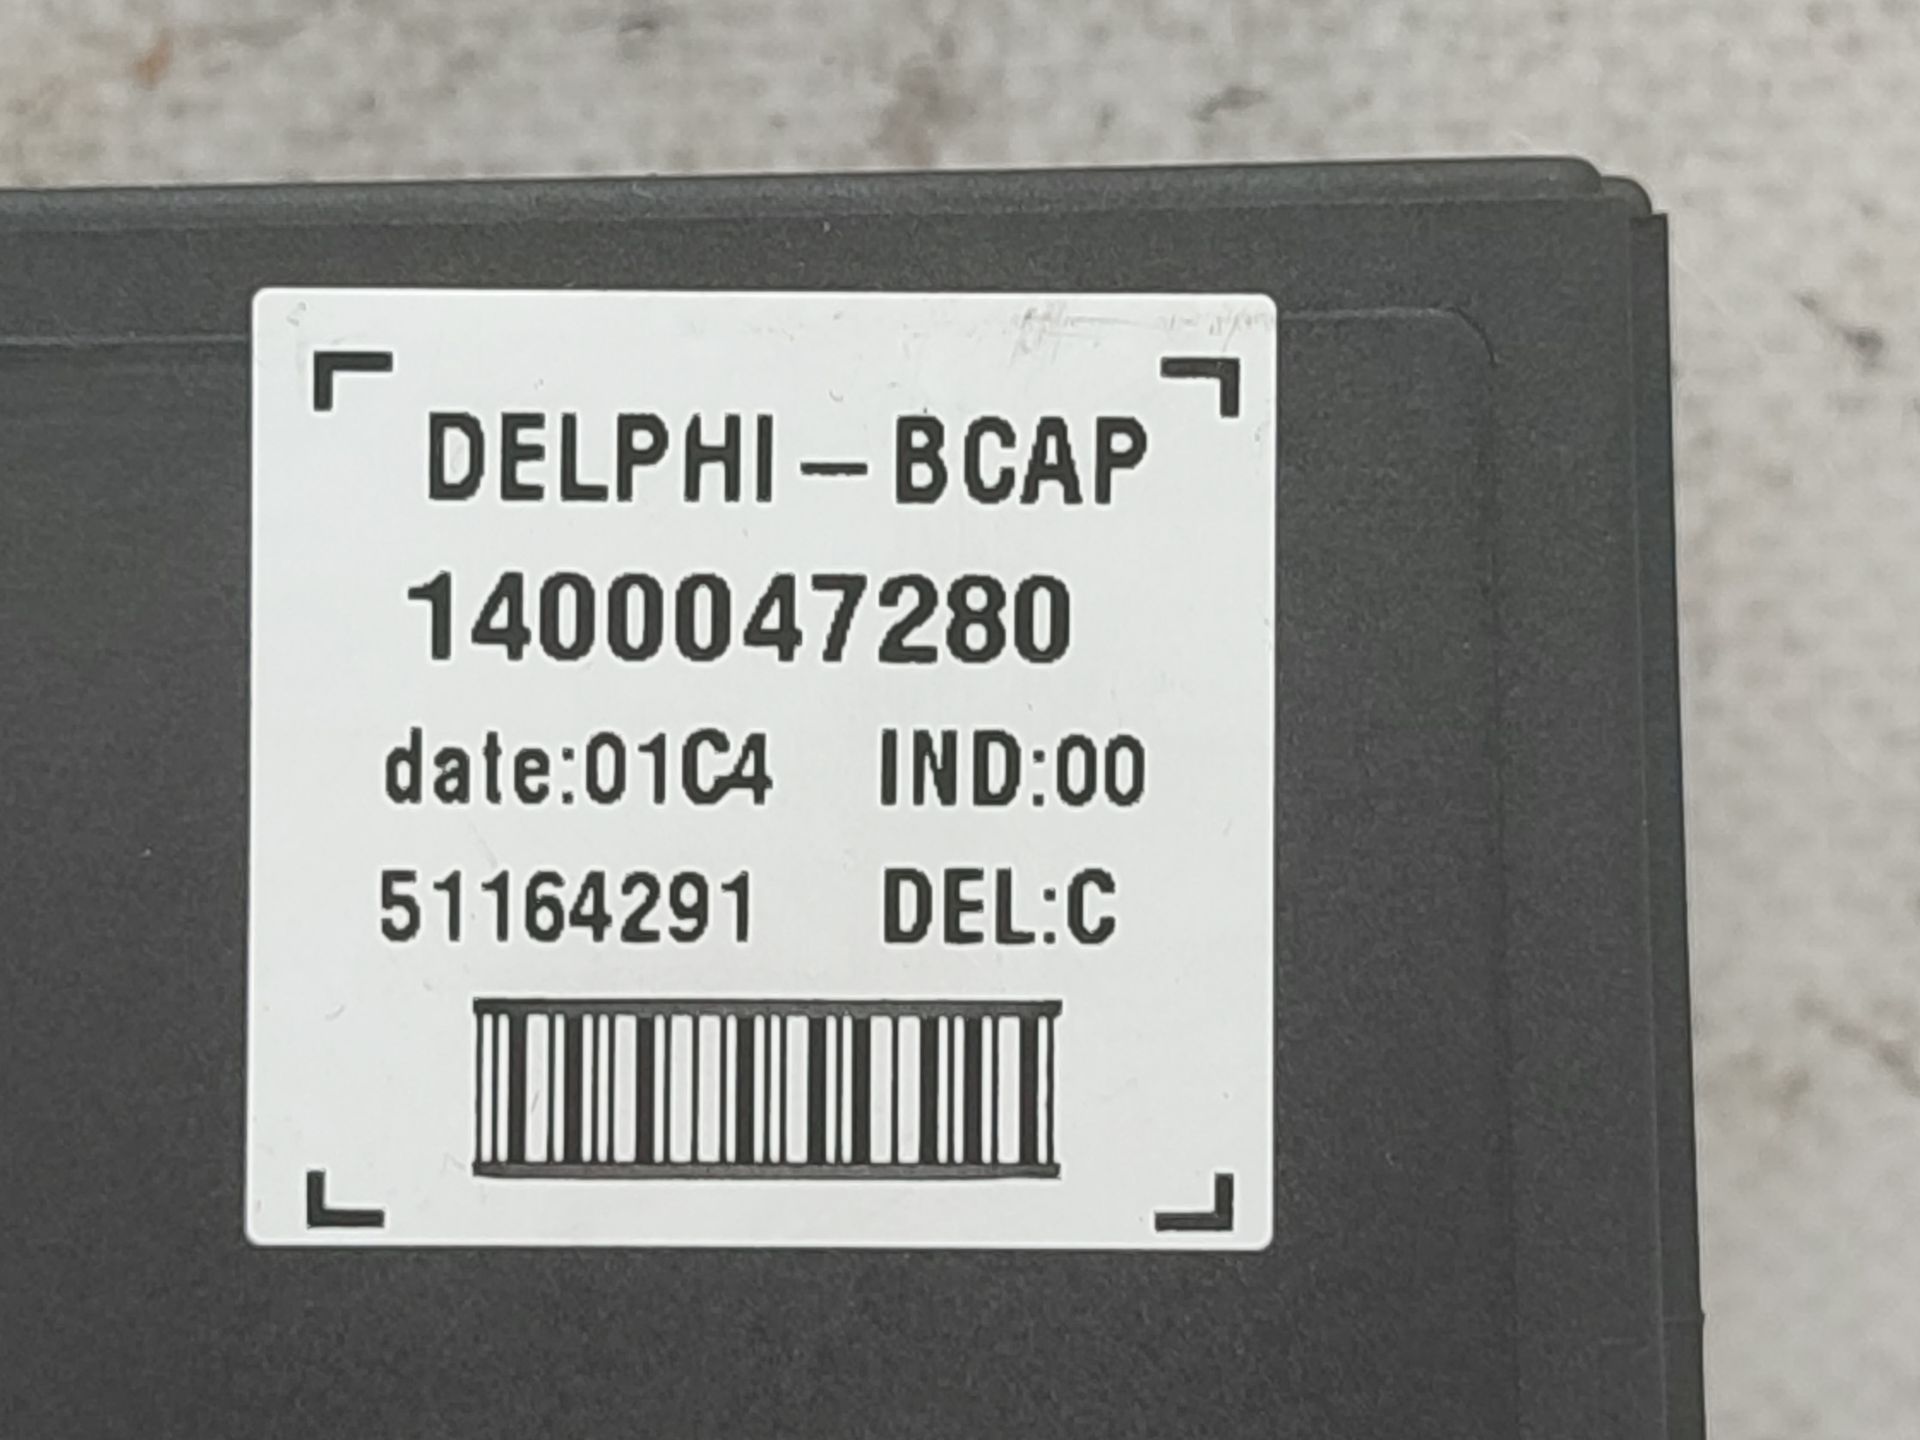 DELPHI-BCAP
1400047280
date:01C4 IND:00
51164291 DEL:C